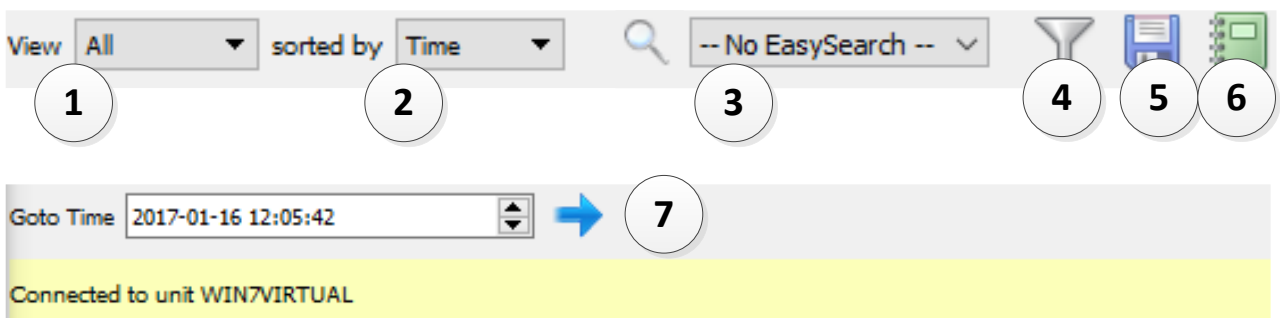 View All sorted by Time -- No EasySearch --
1 2 3 4 5 6
Goto Time 2017-01-16 12:05:42 7
Connected to unit WIN7VIRTUAL